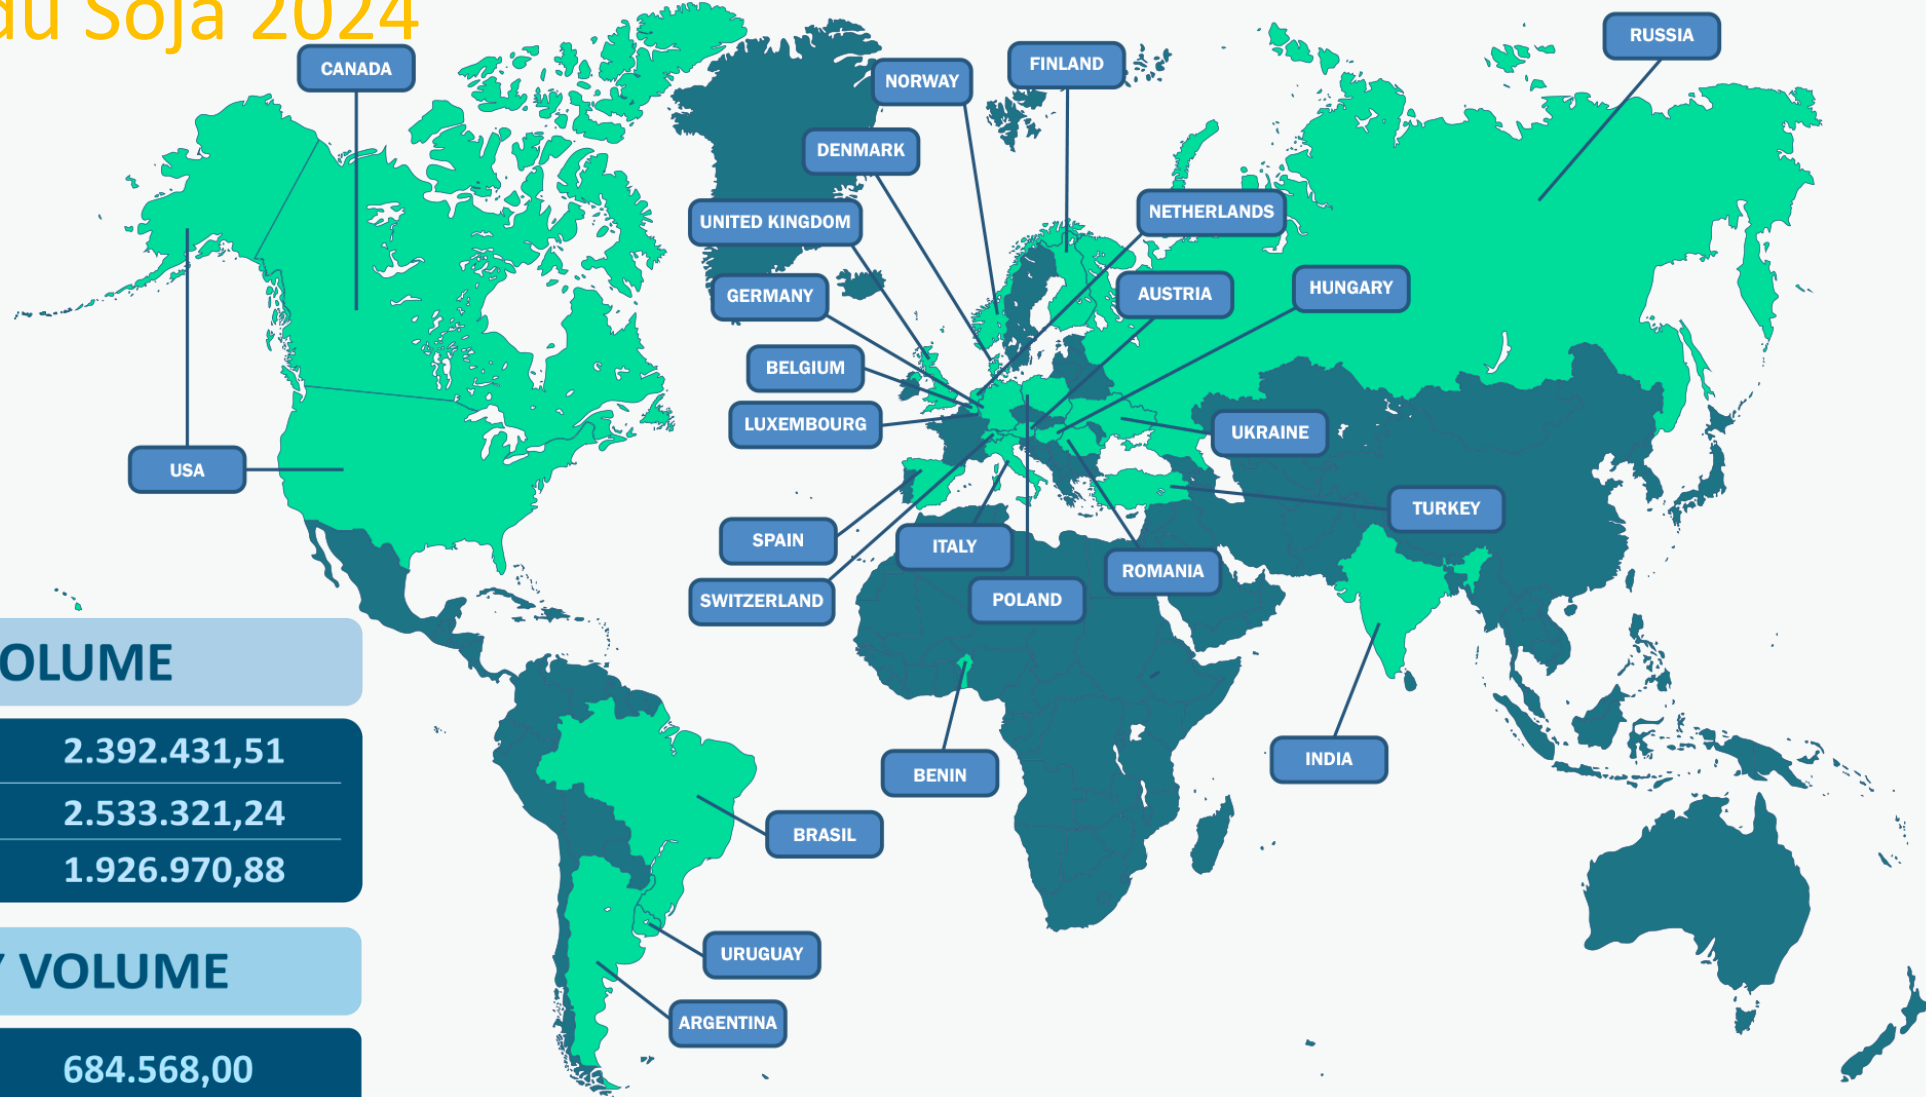 du Soja 2024
CANADA
RUSSIA
FINLAND
NORWAY
DENMARK
NETHERLANDS
UNITED KINGDOM
GERMANY
AUSTRIA
HUNGARY
BELGIUM
LUXEMBOURG
UKRAINE
USA
TURKEY
SPAIN
ITALY
ROMANIA
SWITZERLAND
POLAND
OLUME
2.392.431,51
2.533.321,24
1.926.970,88
BENIN
INDIA
BRASIL
URUGUAY
Y VOLUME
ARGENTINA
684.568,00